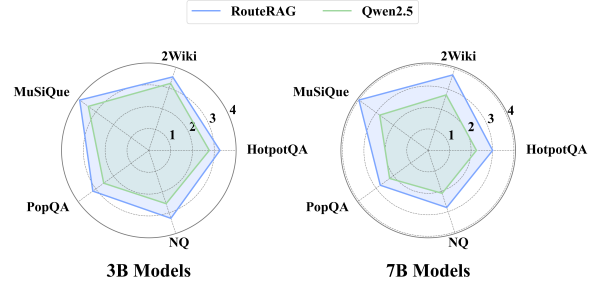 RouteRAG Qwen2.5
2Wiki
MuSiQue
HotpotQA
PopQA
NQ
1
2
3
4
3B Models
2Wiki
MuSiQue
HotpotQA
PopQA
NQ
1
2
3
4
7B Models